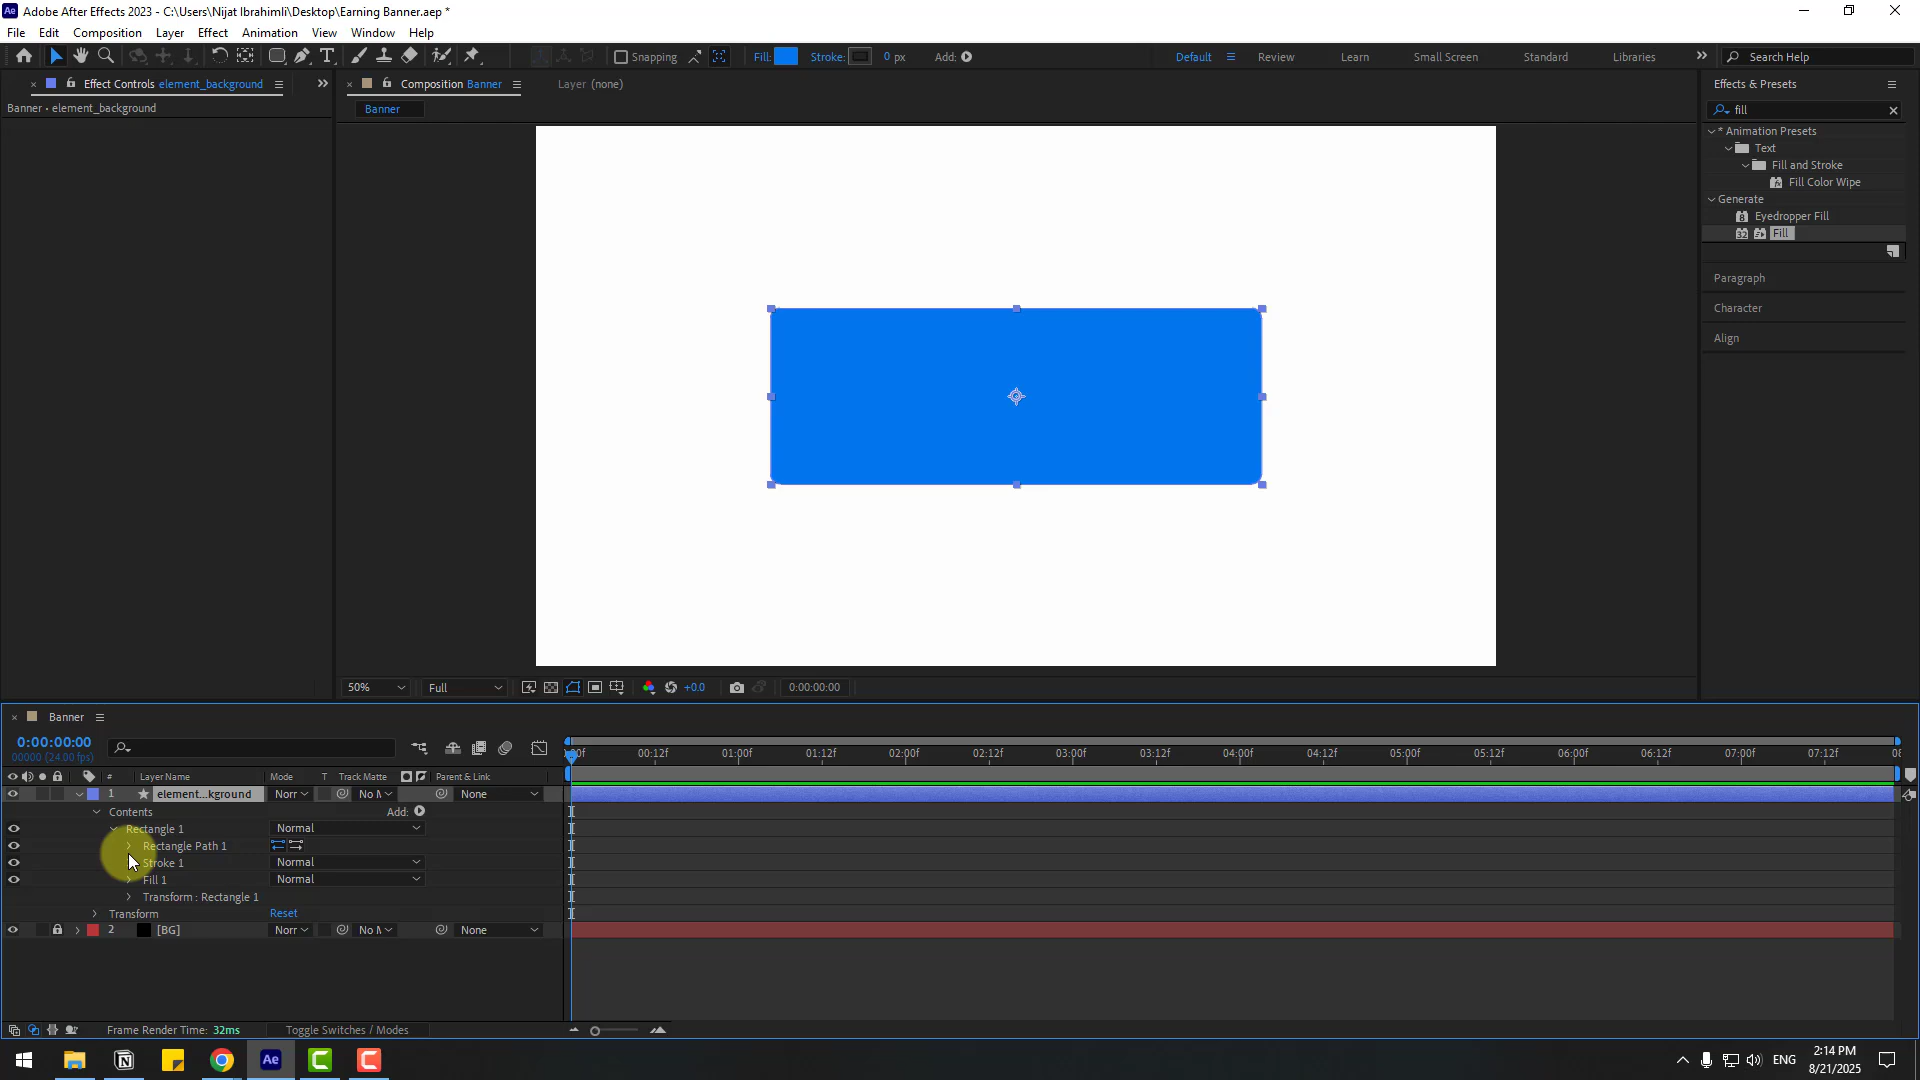 Adobe After Effects 2023 - C:\Users\Nijat Ibrahimli\Desktop\Earning Banner.aep *
File Edit Composition Layer Effect Animation View Window Help
Snapping Fill: Stroke: 0 px Add: Default Review Learn Small Screen Standard Libraries Search Help
Effect Controls element_background
Composition Banner Layer (none)
Effects & Presets
Banner • element_background
Banner
fill
* Animation Presets
Text
Fill and Stroke
Fill Color Wipe
Generate
Eyedropper Fill
Fill
Paragraph
Character
Align
50% Full +0.0 0:00:00:00
Banner
0:00:00:00
00000 (24.00 fps)
00:12f 01:00f 01:12f 02:00f 02:12f 03:00f 03:12f 04:00f 04:12f 05:00f 05:12f 06:00f 06:12f 07:00f 07:12f
# Layer Name Mode T Track Matte Parent & Link
1 element...kground Norr No M None
Contents Add:
Rectangle 1 Normal
Rectangle Path 1
Stroke 1 Normal
Fill 1 Normal
Transform : Rectangle 1
Transform Reset
2 [BG] Norr No M None
Frame Render Time: 32ms Toggle Switches / Modes
Ae
ENG
2:14 PM
8/21/2025